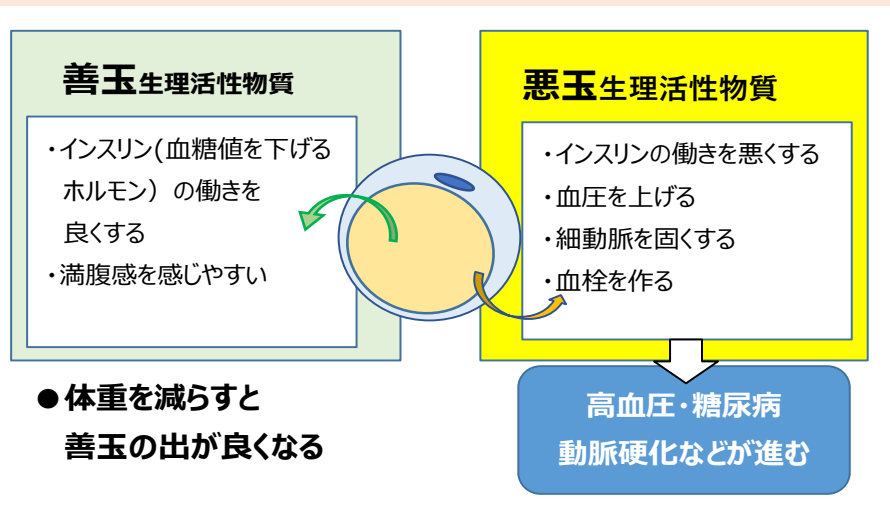 善玉生理活性物質
・インスリン(血糖値を下げる
ホルモン）の働きを
良くする
・満腹感を感じやすい
悪玉生理活性物質
・インスリンの働きを悪くする
・血圧を上げる
・細動脈を固くする
・血栓を作る
●体重を減らすと
善玉の出が良くなる
高血圧・糖尿病
動脈硬化などが進む